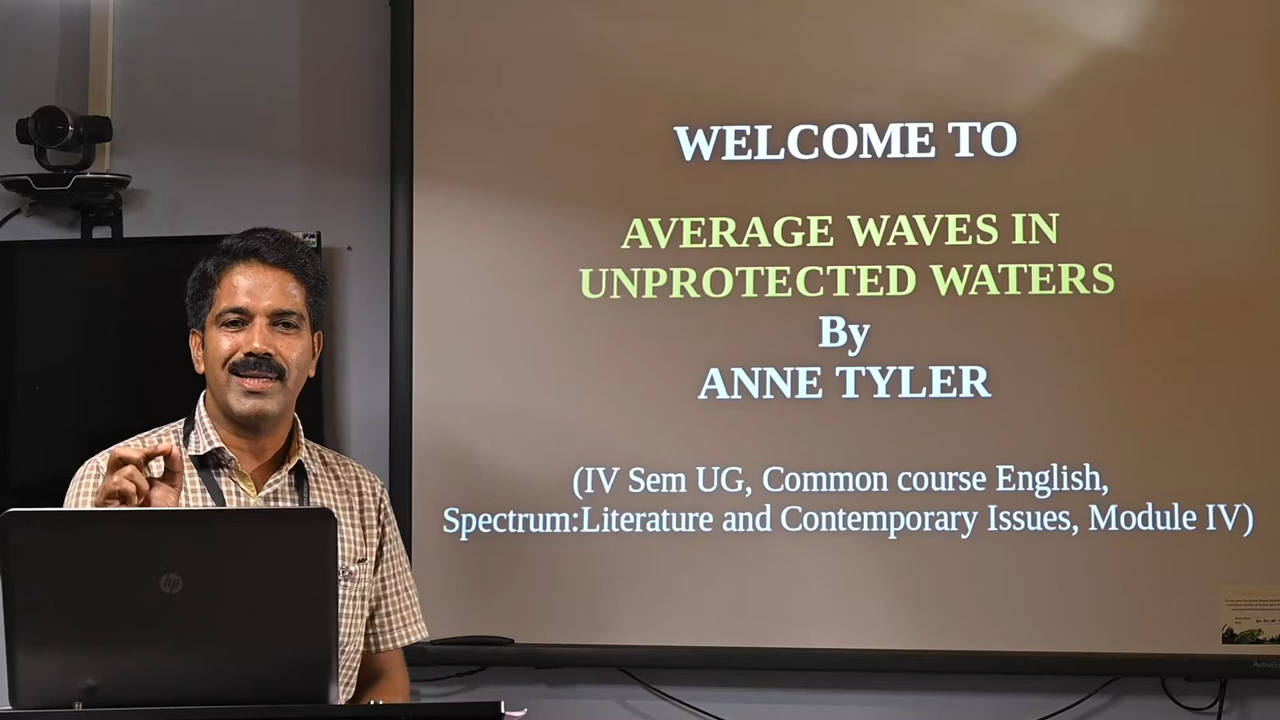 WELCOME TO
AVERAGE WAVES IN
UNPROTECTED WATERS
By
ANNE TYLER
(IV Sem UG, Common course English,
Spectrum:Literature and Contemporary Issues, Module IV)
hp